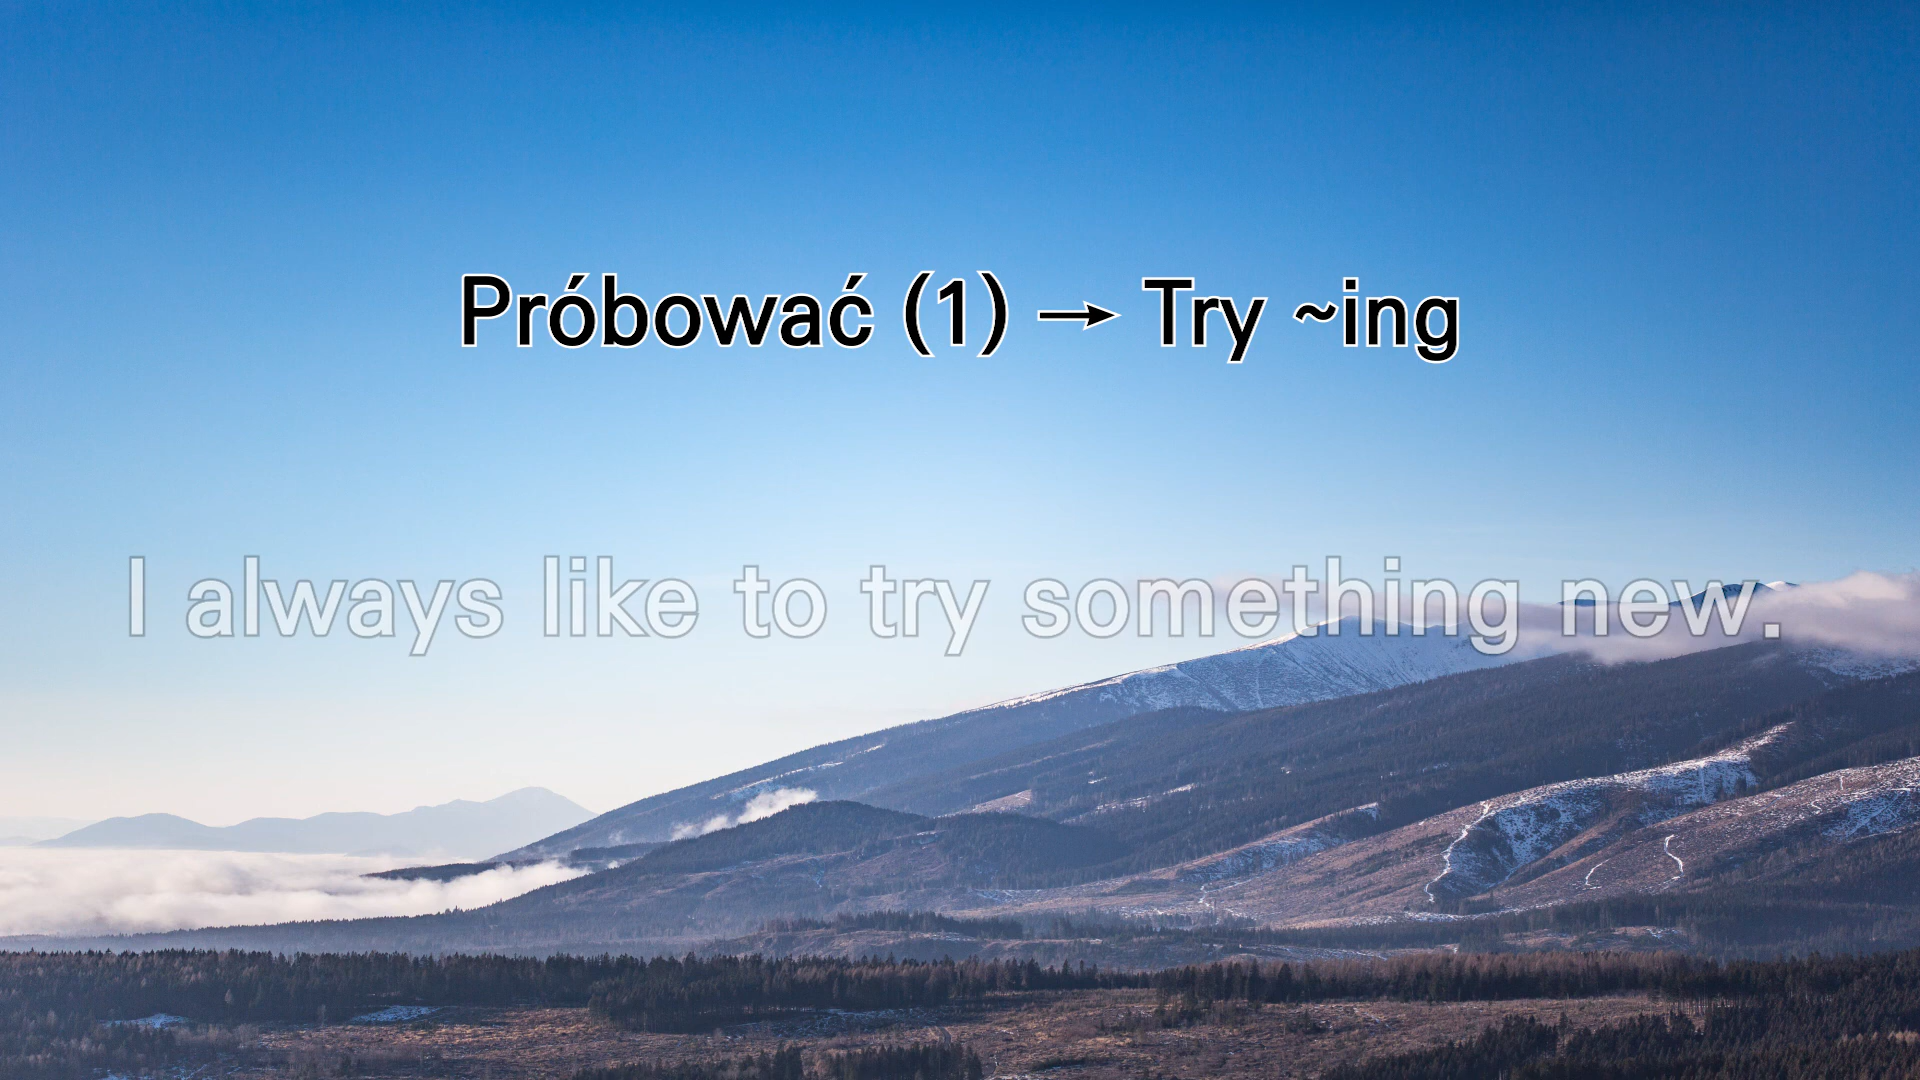 Próbować (1) → Try ~ing
I always like to try something new.